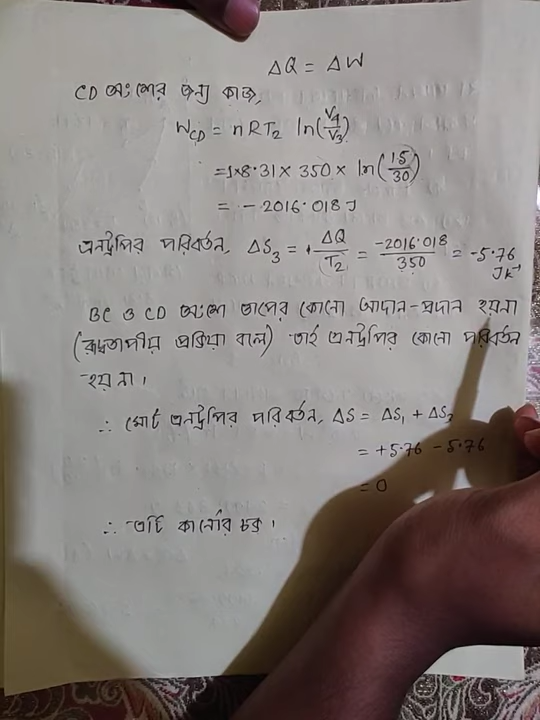 ΔQ = ΔW
CD অংশের জন্য কাজ,
W_CD = nRT₂ ln(V₄/V₃)
= 1×8.31 × 350 × ln(15/30)
= -2016.018 J
এনট্রপির পরিবর্তন, ΔS₃ = + ΔQ/T₂ = -2016.018/350 = -5.76 JK⁻¹
BC ও CD অংশে তাপের কোনো আদান-প্রদান হয়না
(রুদ্ধতাপীয় প্রক্রিয়া বলে) তাই এনট্রপির কোনো পরিবর্তন
হয় না।
∴ মোট এনট্রপির পরিবর্তন, ΔS = ΔS₁ + ΔS₂
= +5.76 - 5.76
= 0
∴ এটি কার্নোর চক্র।